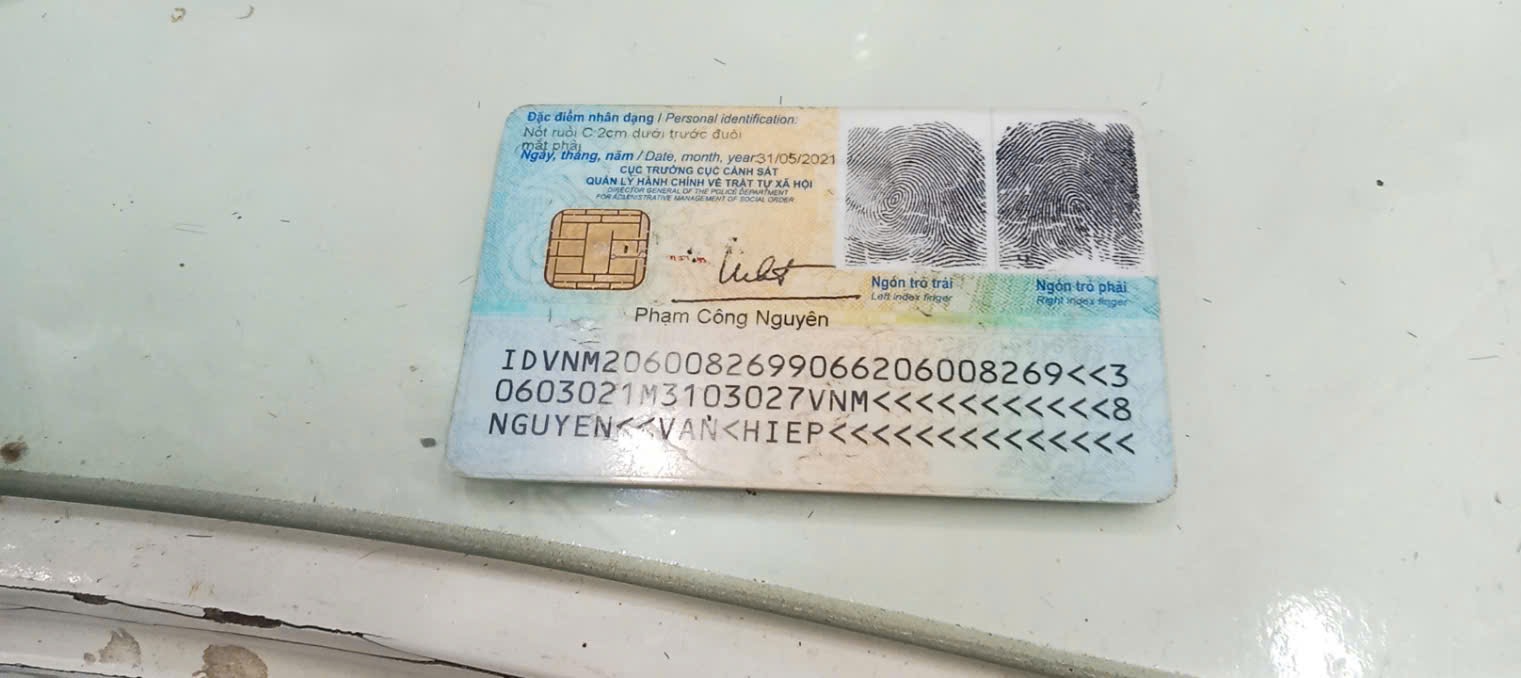 Đặc điểm nhân dạng / Personal identification:
Nốt ruồi C:2cm dưới trước đuôi
mắt phải
Ngày, tháng, năm / Date, month, year:31/05/2021
CỤC TRƯỞNG CỤC CẢNH SÁT
QUẢN LÝ HÀNH CHÍNH VỀ TRẬT TỰ XÃ HỘI
DIRECTOR GENERAL OF THE POLICE DEPARTMENT
FOR ADMINISTRATIVE MANAGEMENT OF SOCIAL ORDER
Phạm Công Nguyên
Ngón trỏ trái
Left index finger
Ngón trỏ phải
Right index finger
IDVNM2060082699066206008269<<3
0603021M3103027VNM<<<<<<<<<<<8
NGUYEN<<VAN<HIEP<<<<<<<<<<<<<<